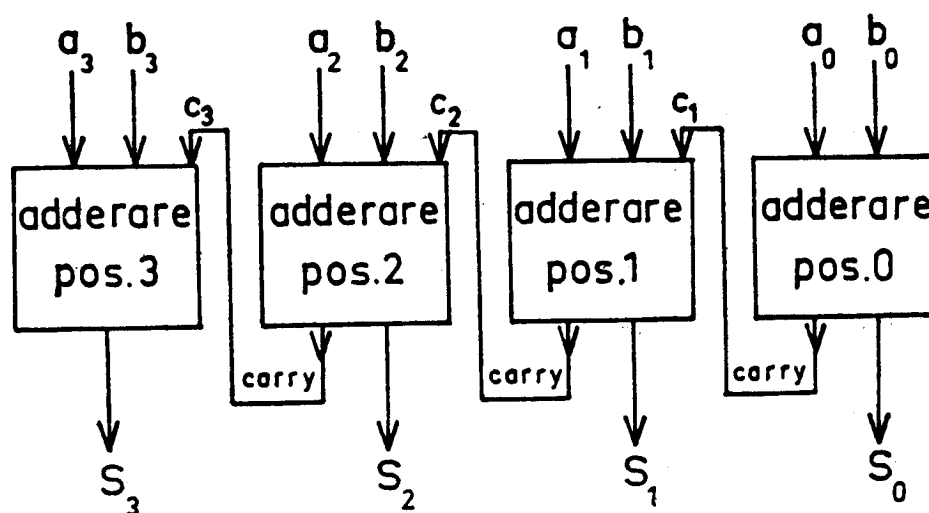 a₃ b₃ a₂ b₂ a₁ b₁ a₀ b₀
c₃ c₂ c₁
adderare adderare adderare adderare
pos.3 pos.2 pos.1 pos.0
carry carry carry
S₃ S₂ S₁ S₀